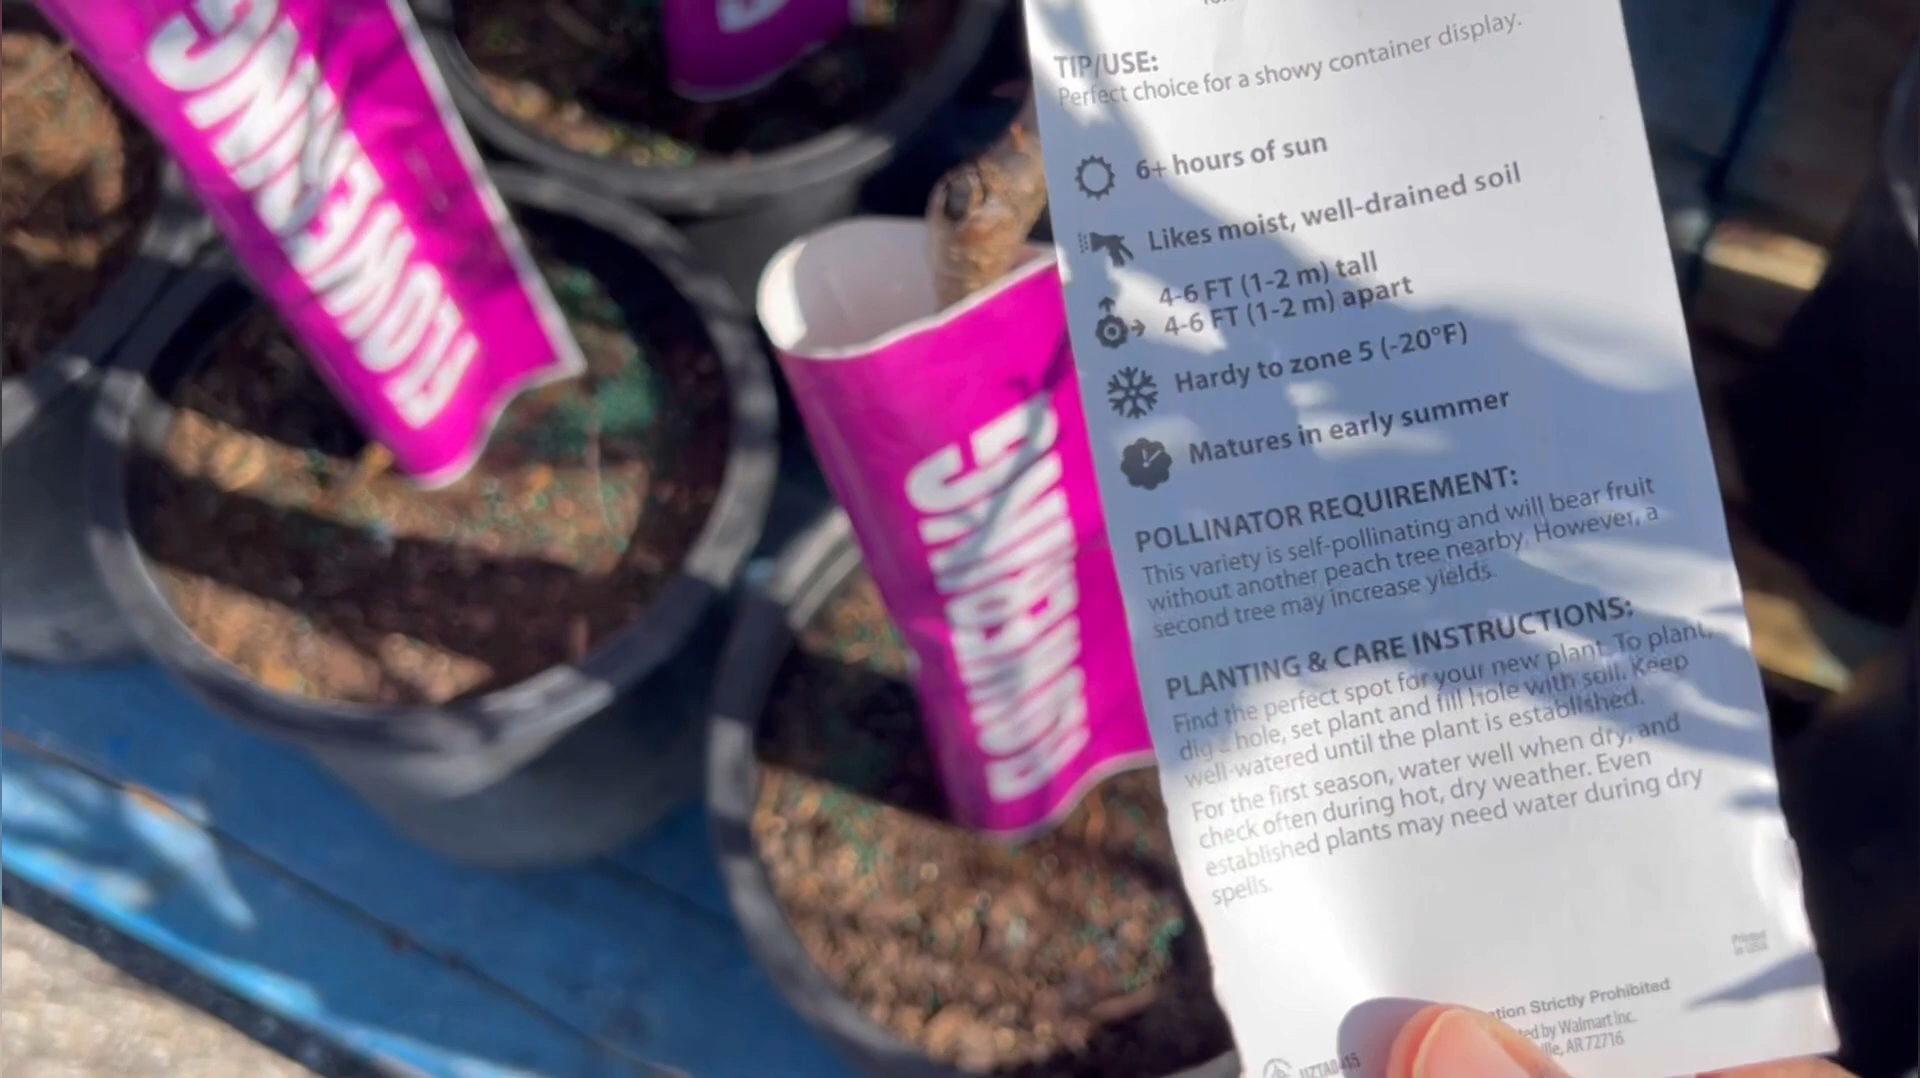 FLOWERING
FLOWERING
TIP/USE:
Perfect choice for a showy container display.
6+ hours of sun
Likes moist, well-drained soil
4-6 FT (1-2 m) tall
4-6 FT (1-2 m) apart
Hardy to zone 5 (-20°F)
Matures in early summer
POLLINATOR REQUIREMENT:
This variety is self-pollinating and will bear fruit
without another peach tree nearby. However, a
second tree may increase yields.
PLANTING & CARE INSTRUCTIONS:
Find the perfect spot for your new plant. To plant,
dig a hole, set plant and fill hole with soil. Keep
well-watered until the plant is established.
For the first season, water well when dry, and
check often during hot, dry weather. Even
established plants may need water during dry
spells.
Printed
in USA
Strictly Prohibited
by Walmart Inc.
AR 72716